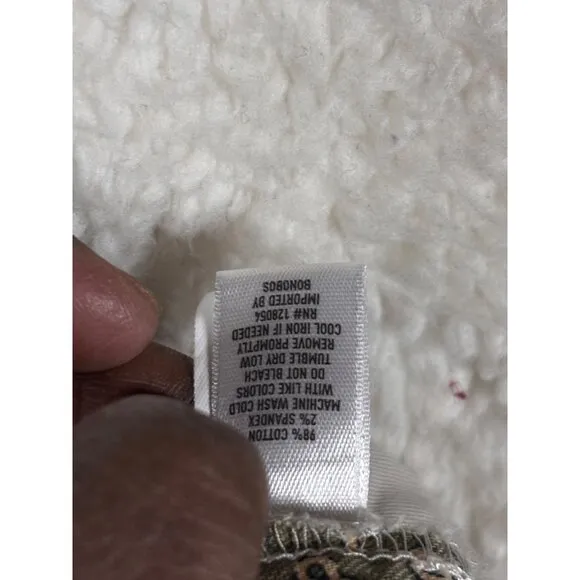 98% COTTON
2% SPANDEX
MACHINE WASH COLD
WITH LIKE COLORS
DO NOT BLEACH
TUMBLE DRY LOW
REMOVE PROMPTLY
COOL IRON IF NEEDED
RN# 128054
IMPORTED BY
BONOBOS